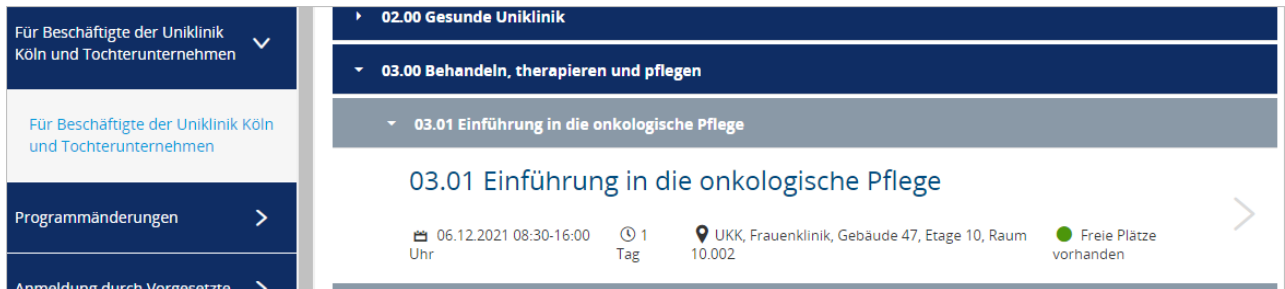 Für Beschäftigte der Uniklinik
Köln und Tochterunternehmen
Für Beschäftigte der Uniklinik Köln
und Tochterunternehmen
Programmänderungen
Anmeldung durch Vorgesetzte
02.00 Gesunde Uniklinik
03.00 Behandeln, therapieren und pflegen
03.01 Einführung in die onkologische Pflege
03.01 Einführung in die onkologische Pflege
06.12.2021 08:30-16:00
Uhr
1
Tag
UKK, Frauenklinik, Gebäude 47, Etage 10, Raum
10.002
Freie Plätze
vorhanden